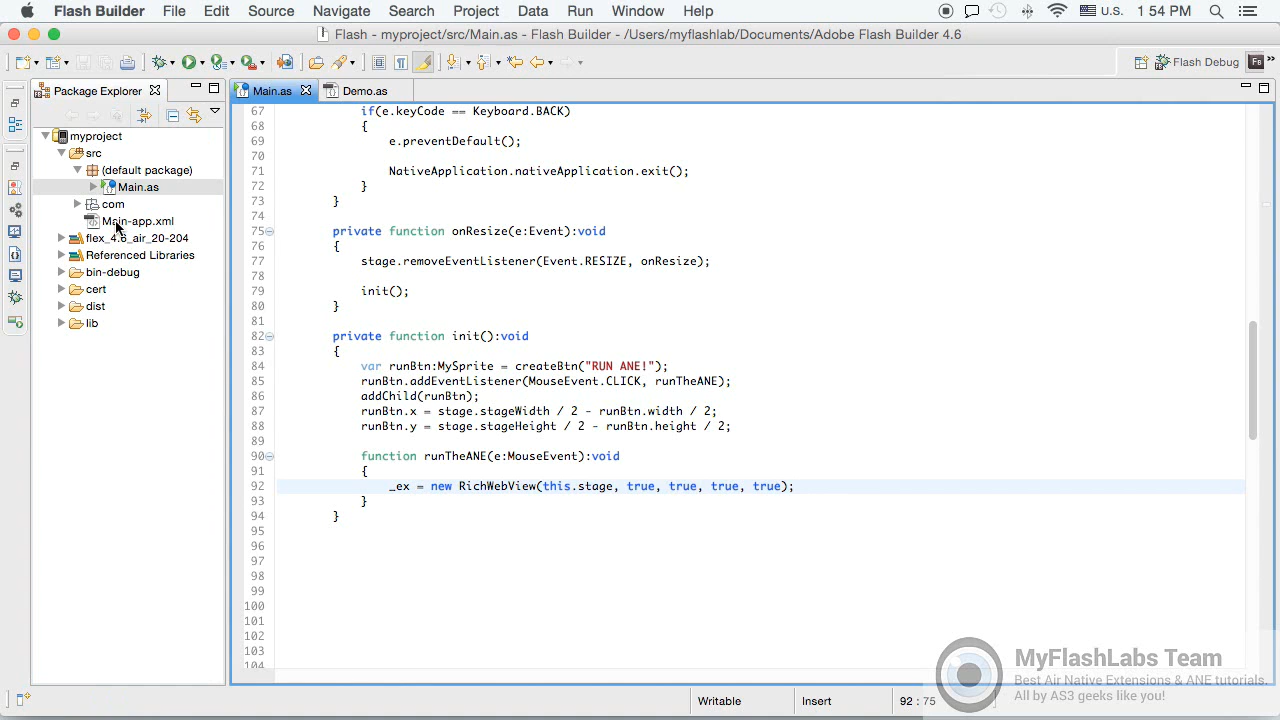 Flash Builder File Edit Source Navigate Search Project Data Run Window Help U.S. 1:54 PM
Flash - myproject/src/Main.as - Flash Builder - /Users/myflashlab/Documents/Adobe Flash Builder 4.6
Flash Debug Fb »
Package Explorer
Main.as Demo.as
myproject
src
(default package)
Main.as
com
Main-app.xml
flex_4.6_air_20-204
Referenced Libraries
bin-debug
cert
dist
lib
67 if(e.keyCode == Keyboard.BACK)
68 {
69 e.preventDefault();
70
71 NativeApplication.nativeApplication.exit();
72 }
73 }
74
75 private function onResize(e:Event):void
76 {
77 stage.removeEventListener(Event.RESIZE, onResize);
78
79 init();
80 }
81
82 private function init():void
83 {
84 var runBtn:MySprite = createBtn("RUN ANE!");
85 runBtn.addEventListener(MouseEvent.CLICK, runTheANE);
86 addChild(runBtn);
87 runBtn.x = stage.stageWidth / 2 - runBtn.width / 2;
88 runBtn.y = stage.stageHeight / 2 - runBtn.height / 2;
89
90 function runTheANE(e:MouseEvent):void
91 {
92 _ex = new RichWebView(this.stage, true, true, true, true);
93 }
94 }
95
96
97
98
99
100
101
102
103
104
Writable Insert 92 : 75
MyFlashLabs Team
Best Air Native Extensions & ANE tutorials.
All by AS3 geeks like you!